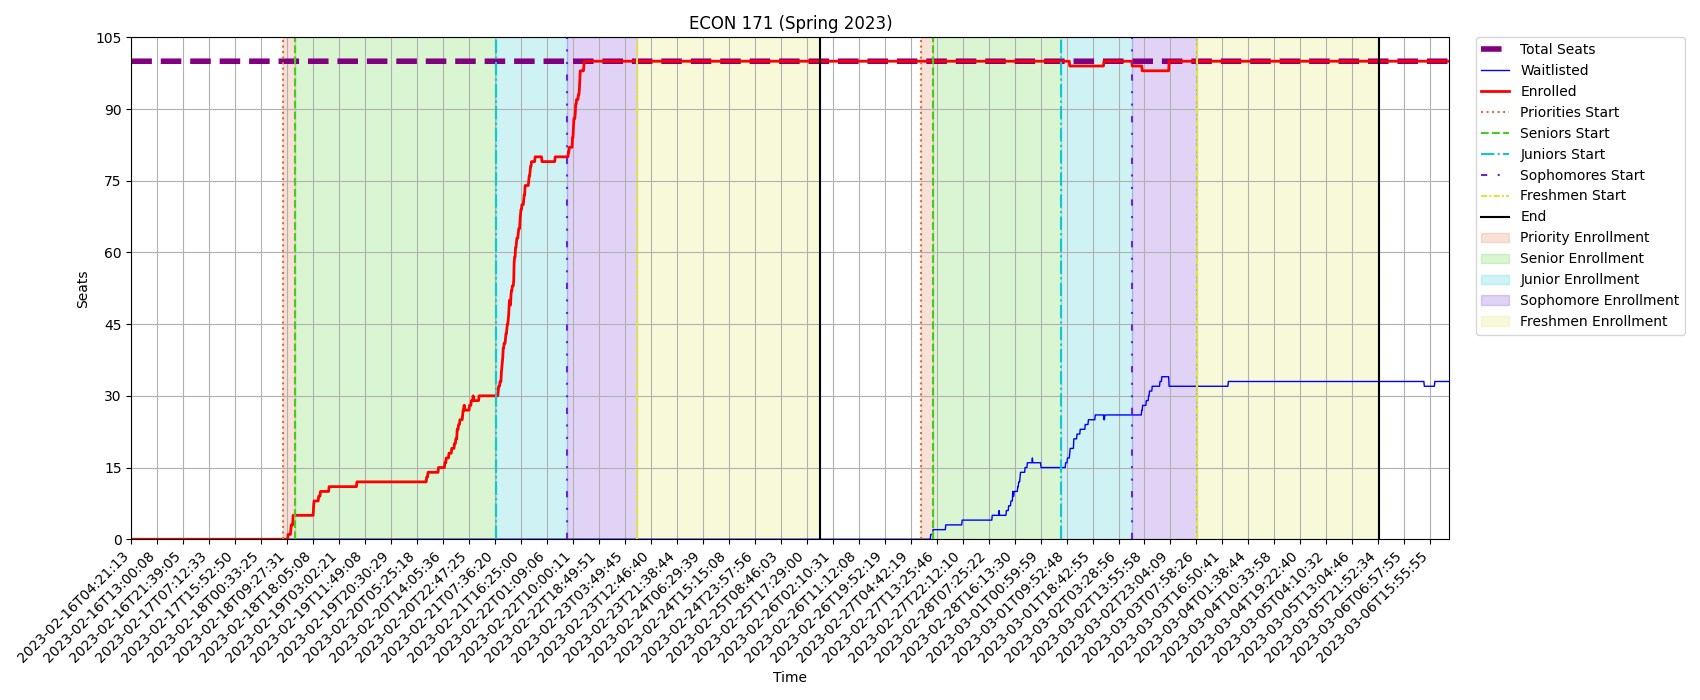 ECON 171 (Spring 2023)
105
90
75
60
45
30
15
0
Seats
2023-02-16T04:21:13
2023-02-16T13:00:08
2023-02-16T21:39:05
2023-02-17T07:12:33
2023-02-17T15:52:50
2023-02-18T00:33:25
2023-02-18T09:27:31
2023-02-18T18:05:08
2023-02-19T03:02:21
2023-02-19T11:49:08
2023-02-19T20:30:29
2023-02-20T05:25:18
2023-02-20T14:05:36
2023-02-20T22:47:25
2023-02-21T07:36:20
2023-02-21T16:25:00
2023-02-22T01:09:06
2023-02-22T10:00:11
2023-02-22T18:49:51
2023-02-23T03:49:45
2023-02-23T12:46:40
2023-02-23T21:38:44
2023-02-24T06:29:39
2023-02-24T15:15:08
2023-02-24T23:57:56
2023-02-25T08:46:03
2023-02-25T17:29:00
2023-02-26T02:10:31
2023-02-26T11:12:08
2023-02-26T19:52:19
2023-02-27T04:42:19
2023-02-27T13:25:46
2023-02-27T22:12:10
2023-02-28T07:25:22
2023-02-28T16:13:30
2023-03-01T00:59:59
2023-03-01T09:52:48
2023-03-01T18:42:55
2023-03-02T03:28:56
2023-03-02T13:55:58
2023-03-02T23:04:09
2023-03-03T07:58:26
2023-03-03T16:50:41
2023-03-04T01:38:44
2023-03-04T10:33:58
2023-03-04T19:22:40
2023-03-05T04:10:32
2023-03-05T13:04:46
2023-03-05T21:52:34
2023-03-06T06:57:55
2023-03-06T15:55:55
Time
Total Seats
Waitlisted
Enrolled
Priorities Start
Seniors Start
Juniors Start
Sophomores Start
Freshmen Start
End
Priority Enrollment
Senior Enrollment
Junior Enrollment
Sophomore Enrollment
Freshmen Enrollment